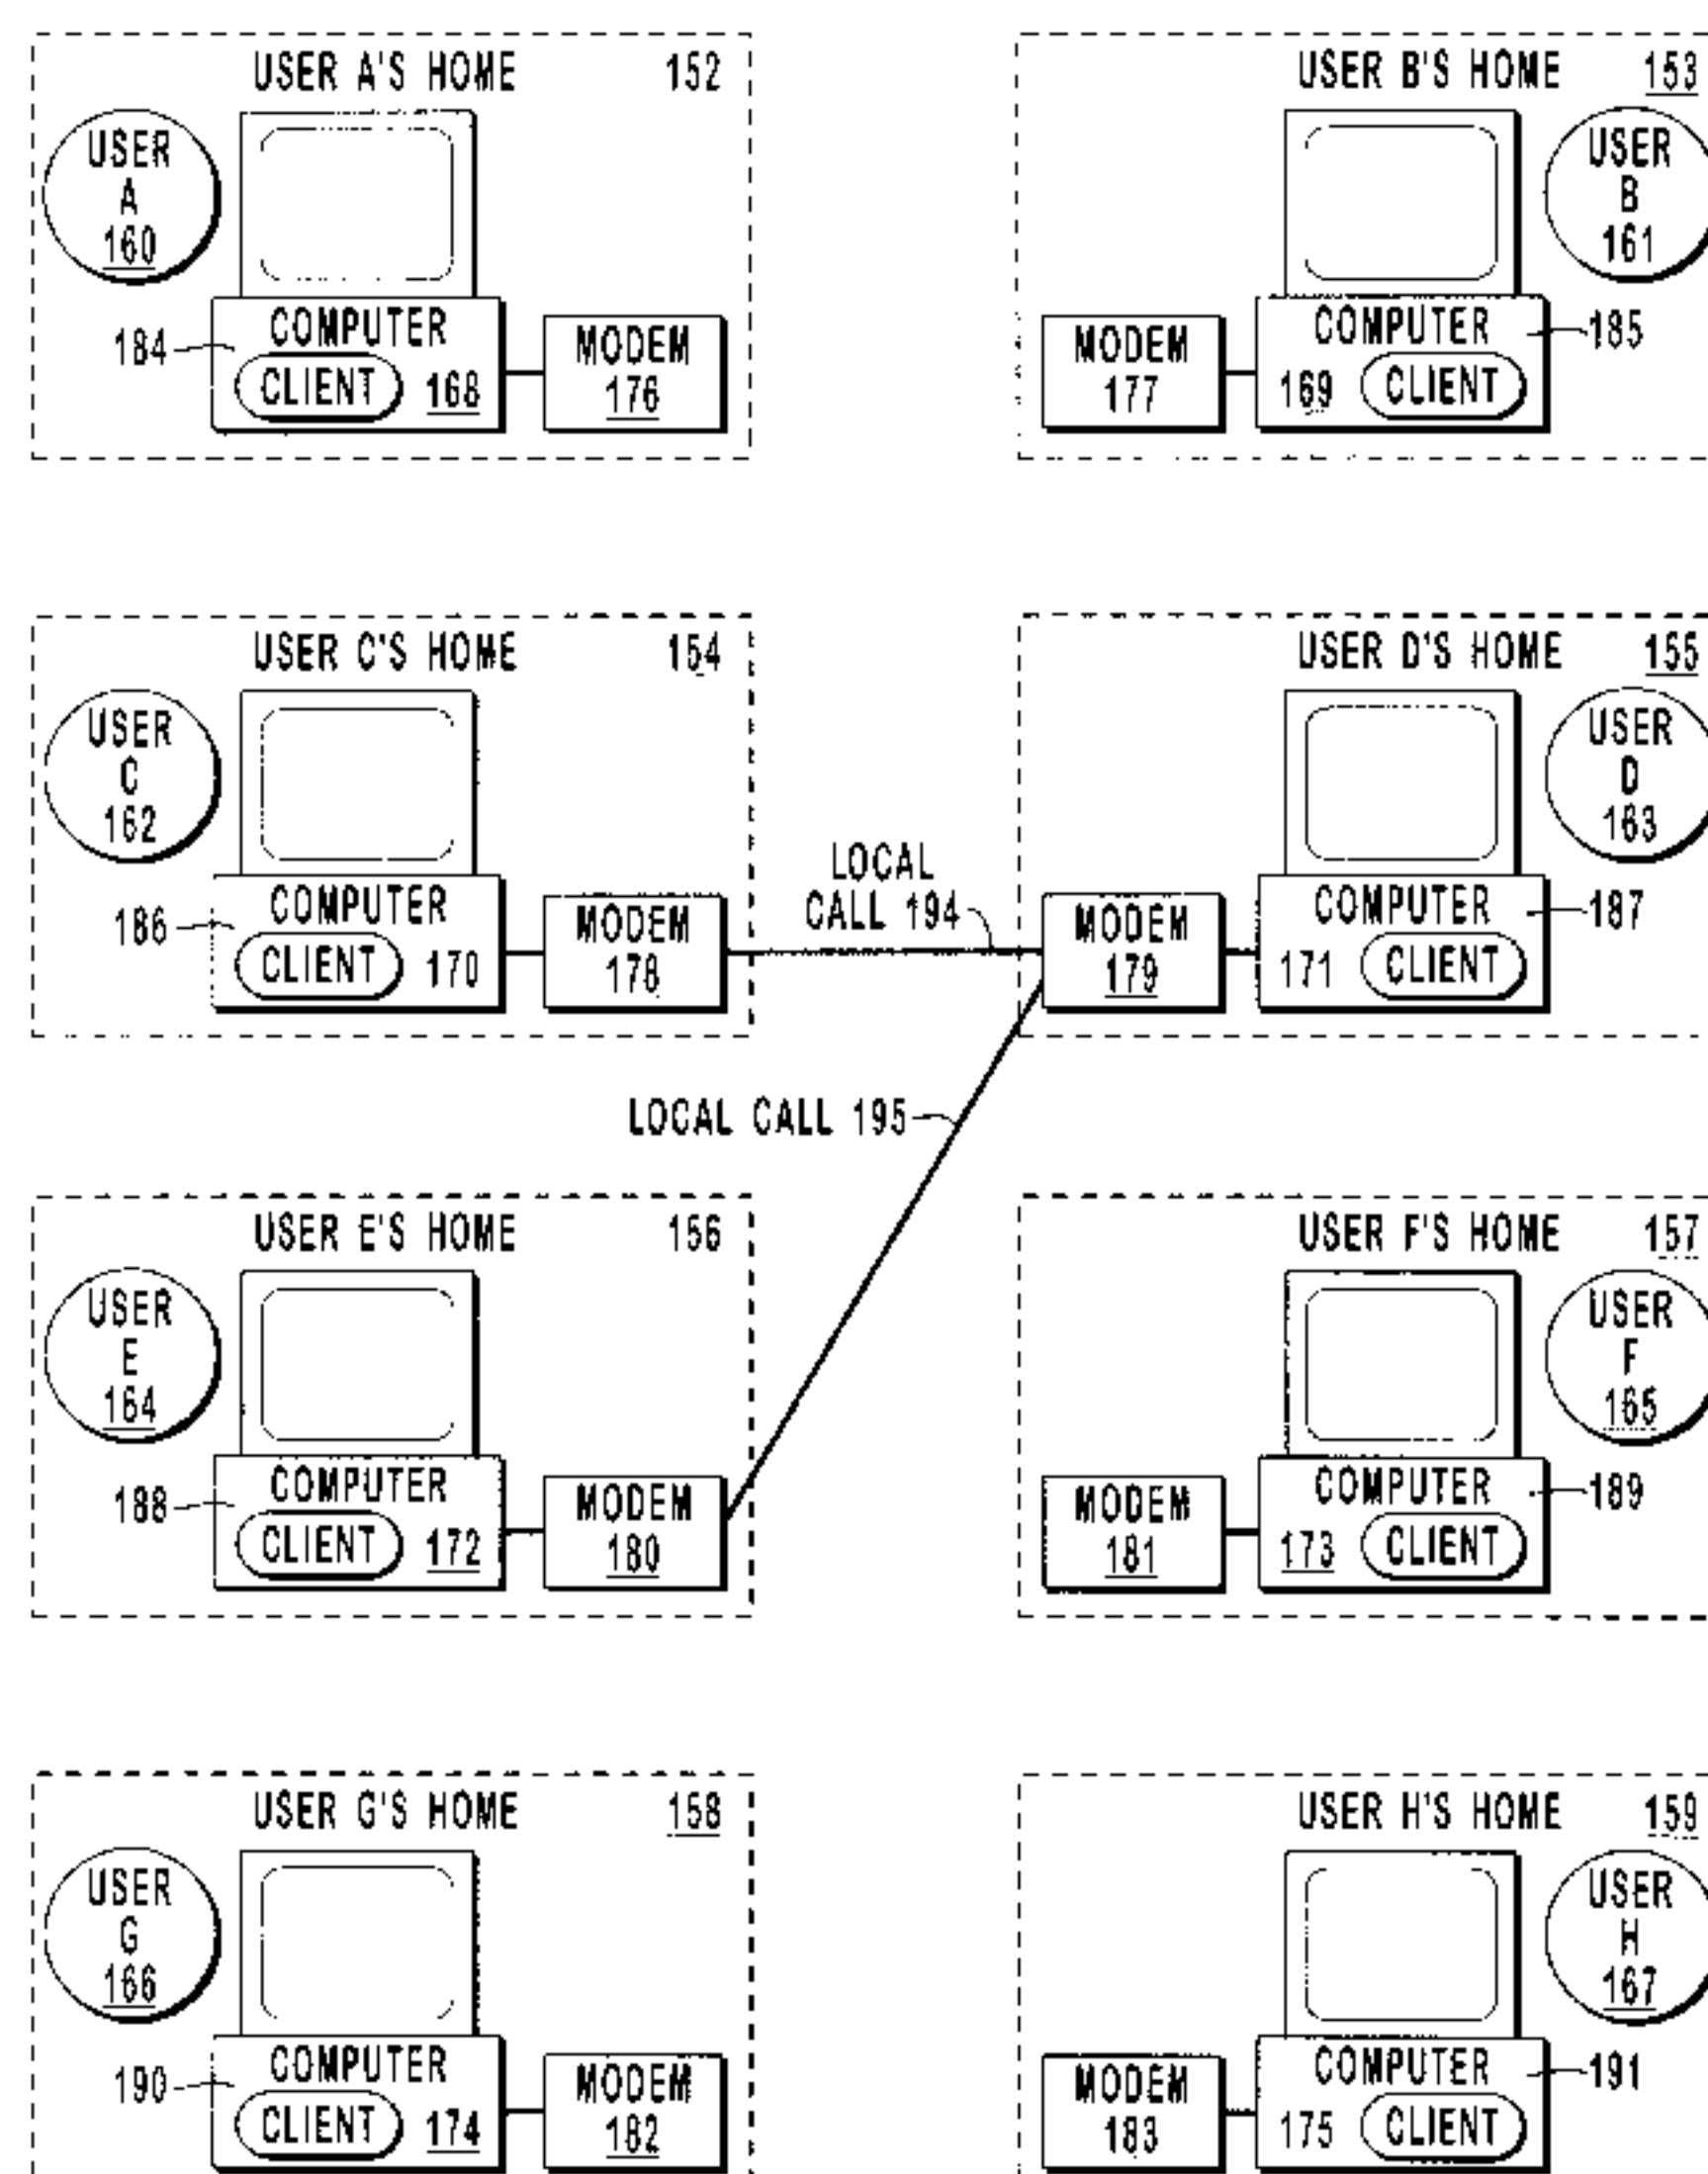 USER A'S HOME 152
USER
A
160
COMPUTER
184
CLIENT 168
MODEM
176
USER B'S HOME 153
USER
B
161
COMPUTER
185
169 CLIENT
MODEM
177
USER C'S HOME 154
USER
C
162
COMPUTER
186
CLIENT 170
MODEM
178
LOCAL
CALL 194
USER D'S HOME 155
USER
D
163
COMPUTER
187
171 CLIENT
MODEM
179
LOCAL CALL 195
USER E'S HOME 156
USER
E
164
COMPUTER
188
CLIENT 172
MODEM
180
USER F'S HOME 157
USER
F
165
COMPUTER
189
173 CLIENT
MODEM
181
USER G'S HOME 158
USER
G
166
COMPUTER
190
CLIENT 174
MODEM
182
USER H'S HOME 159
USER
H
167
COMPUTER
191
175 CLIENT
MODEM
183